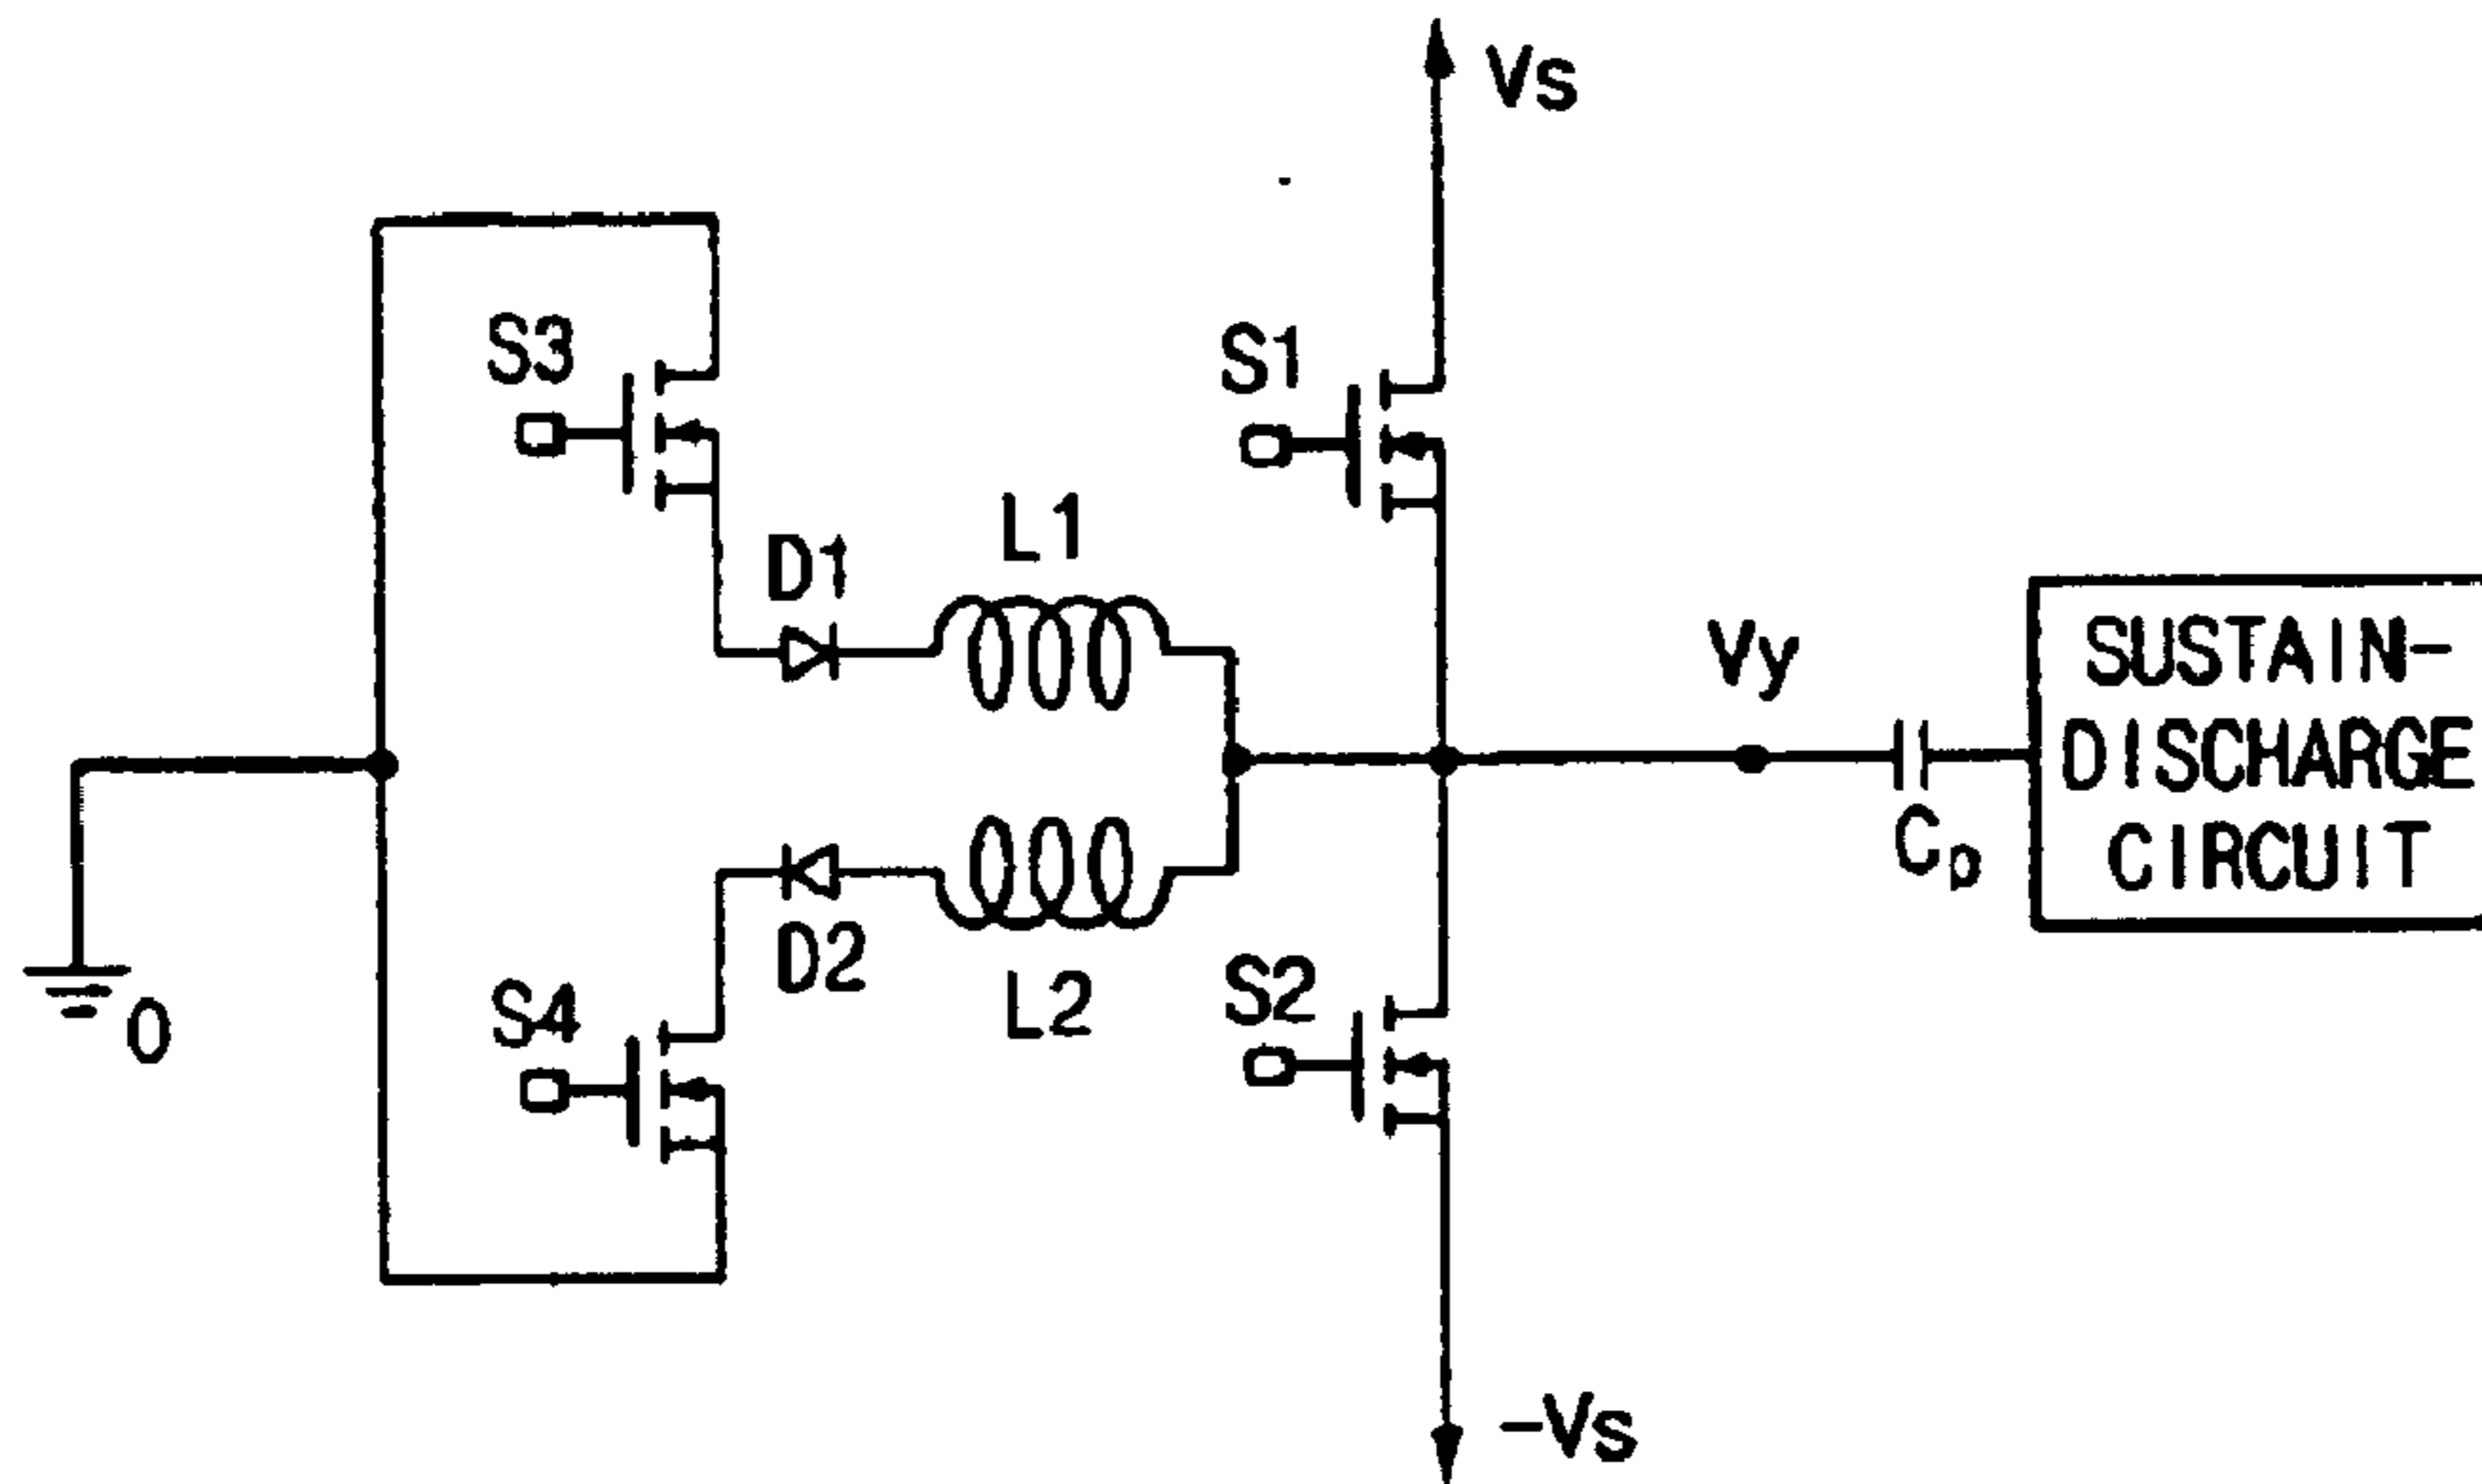 Vs
S3
S1
D1
L1
Vy
SUSTAIN-
DISCHARGE
CIRCUIT
Cp
D2
L2
S4
S2
0
-Vs